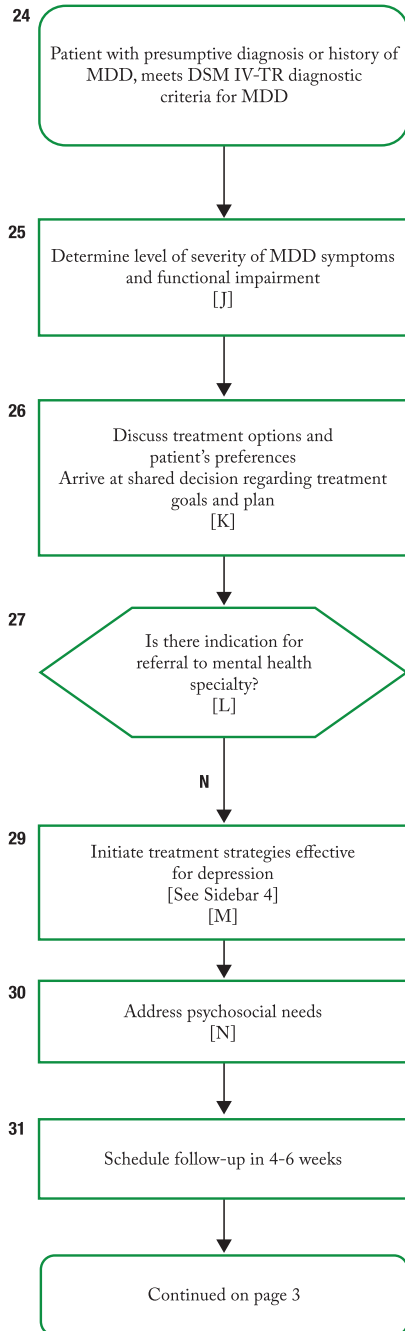 24
Patient with presumptive diagnosis or history of
MDD, meets DSM IV-TR diagnostic
criteria for MDD
25
Determine level of severity of MDD symptoms
and functional impairment
[J]
26
Discuss treatment options and
patient's preferences
Arrive at shared decision regarding treatment
goals and plan
[K]
27
Is there indication for
referral to mental health
specialty?
[L]
N
29
Initiate treatment strategies effective
for depression
[See Sidebar 4]
[M]
30
Address psychosocial needs
[N]
31
Schedule follow-up in 4-6 weeks
Continued on page 3